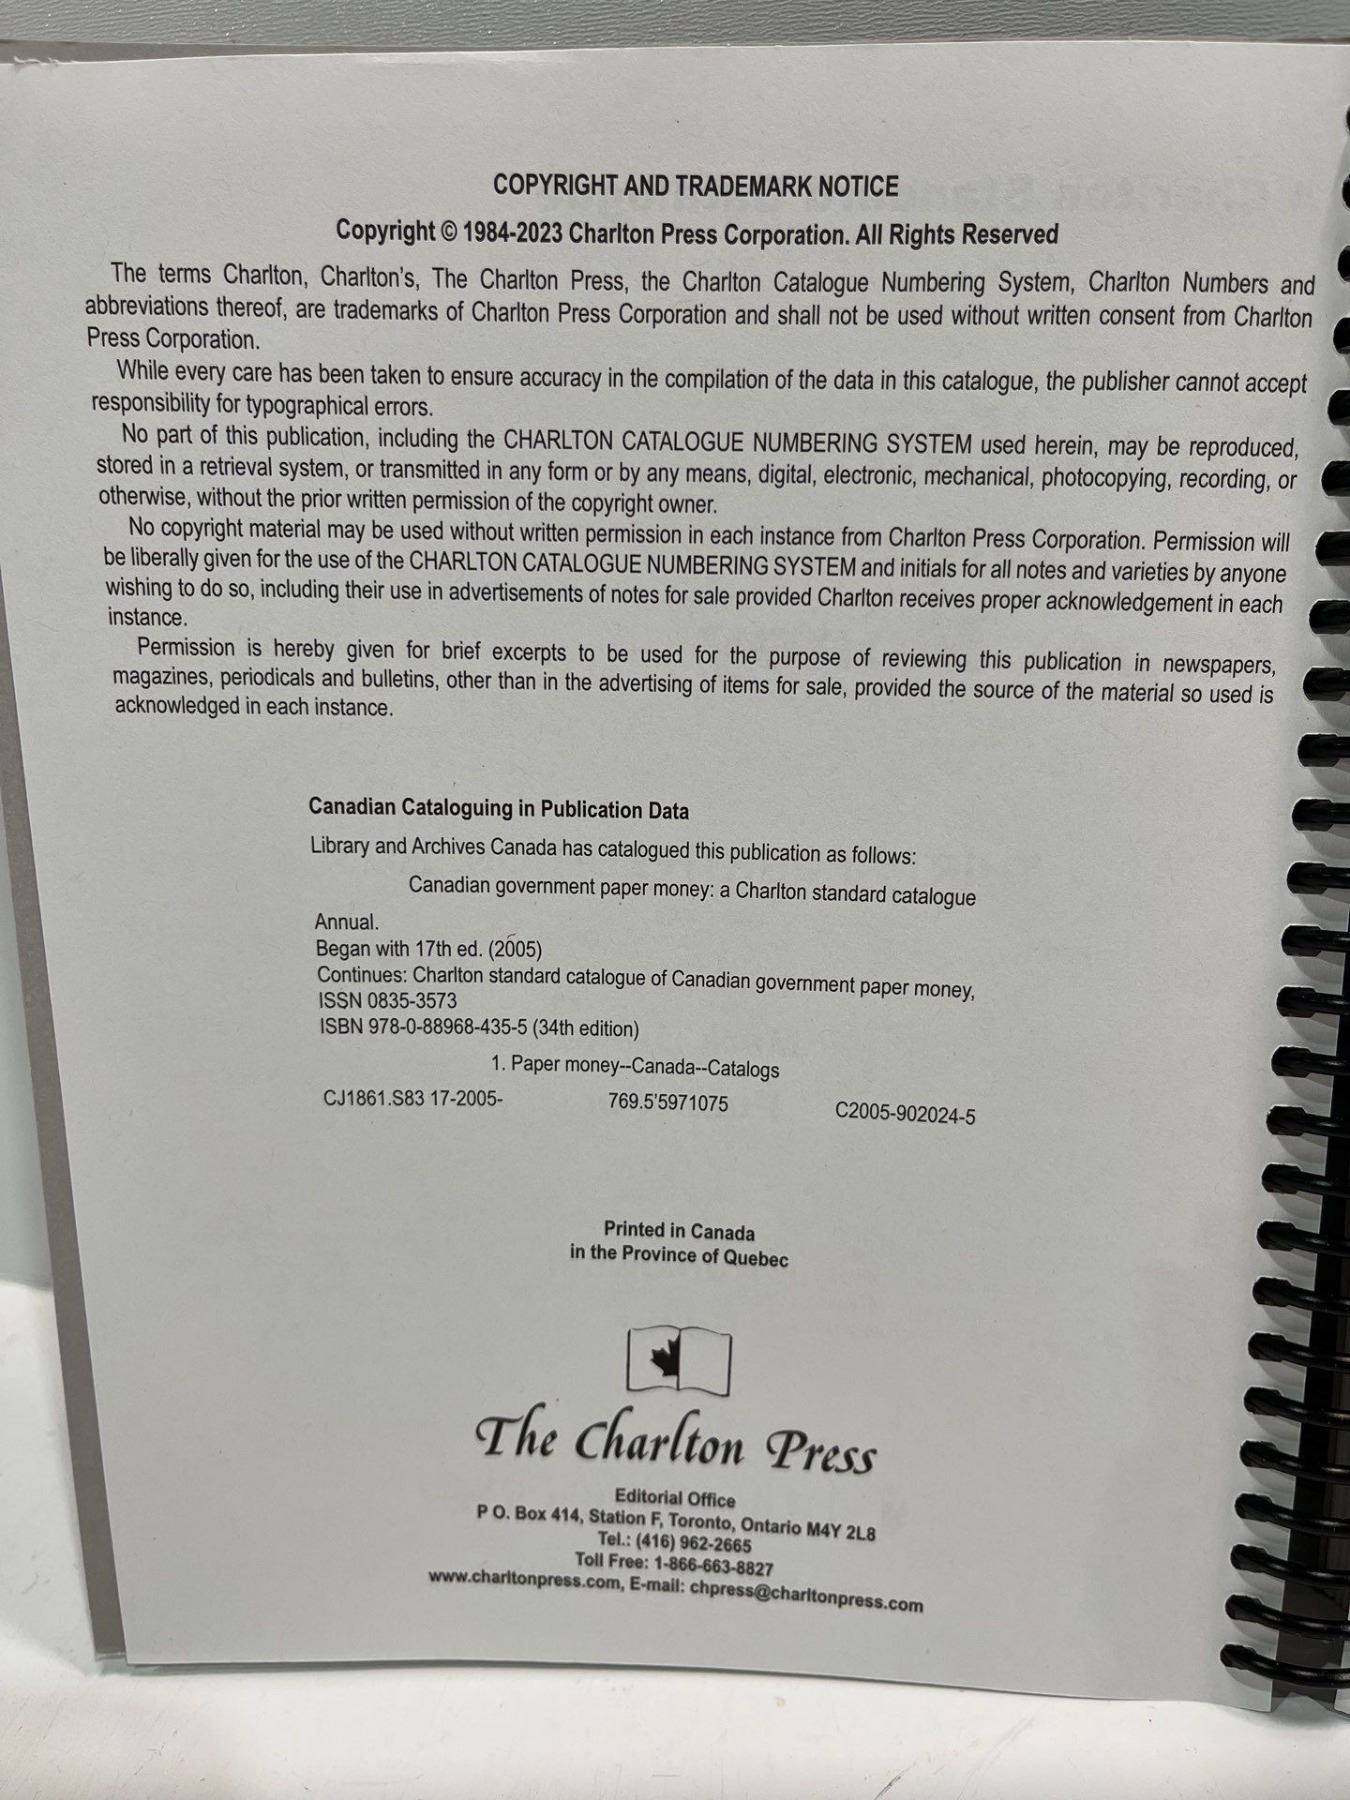 COPYRIGHT AND TRADEMARK NOTICE
Copyright © 1984-2023 Charlton Press Corporation. All Rights Reserved
The terms Charlton, Charlton's, The Charlton Press, the Charlton Catalogue Numbering System, Charlton Numbers and
abbreviations thereof, are trademarks of Charlton Press Corporation and shall not be used without written consent from Charlton
Press Corporation.
While every care has been taken to ensure accuracy in the compilation of the data in this catalogue, the publisher cannot accept
responsibility for typographical errors.
No part of this publication, including the CHARLTON CATALOGUE NUMBERING SYSTEM used herein, may be reproduced,
stored in a retrieval system, or transmitted in any form or by any means, digital, electronic, mechanical, photocopying, recording, or
otherwise, without the prior written permission of the copyright owner.
No copyright material may be used without written permission in each instance from Charlton Press Corporation. Permission will
be liberally given for the use of the CHARLTON CATALOGUE NUMBERING SYSTEM and initials for all notes and varieties by anyone
wishing to do so, including their use in advertisements of notes for sale provided Charlton receives proper acknowledgement in each
instance.
Permission is hereby given for brief excerpts to be used for the purpose of reviewing this publication in newspapers,
magazines, periodicals and bulletins, other than in the advertising of items for sale, provided the source of the material so used is
acknowledged in each instance.
Canadian Cataloguing in Publication Data
Library and Archives Canada has catalogued this publication as follows:
Canadian government paper money: a Charlton standard catalogue
Annual.
Began with 17th ed. (2005)
Continues: Charlton standard catalogue of Canadian government paper money,
ISSN 0835-3573
ISBN 978-0-88968-435-5 (34th edition)
1. Paper money--Canada--Catalogs
CJ1861.S83 17-2005- 769.5'5971075 C2005-902024-5
Printed in Canada
in the Province of Quebec
The Charlton Press
Editorial Office
P O. Box 414, Station F, Toronto, Ontario M4Y 2L8
Tel.: (416) 962-2665
Toll Free: 1-866-663-8827
www.charltonpress.com, E-mail: chpress@charltonpress.com